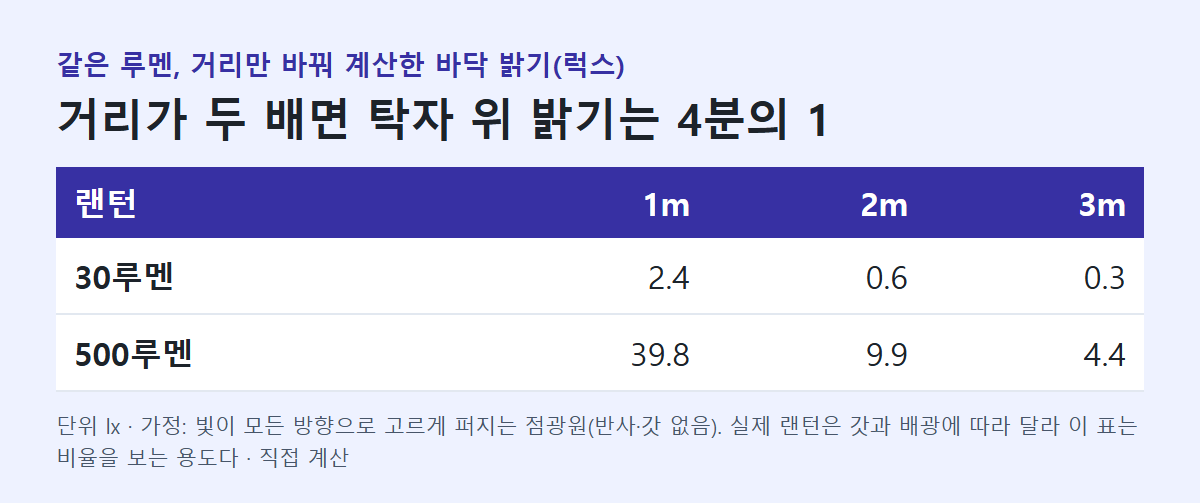 같은 루멘, 거리만 바꿔 계산한 바닥 밝기(럭스)
거리가 두 배면 탁자 위 밝기는 4분의 1
랜턴 1m 2m 3m
30루멘 2.4 0.6 0.3
500루멘 39.8 9.9 4.4
단위 lx · 가정: 빛이 모든 방향으로 고르게 퍼지는 점광원(반사·갓 없음). 실제 랜턴은 갓과 배광에 따라 달라 이 표는
비율을 보는 용도다 · 직접 계산